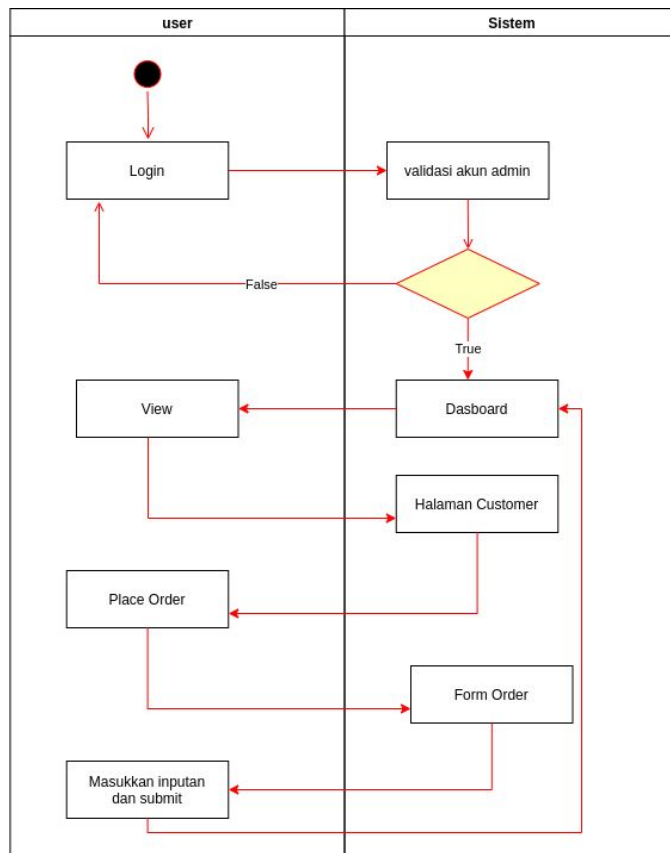 user
Sistem
Login
validasi akun admin
False
True
View
Dasboard
Halaman Customer
Place Order
Form Order
Masukkan inputan
dan submit